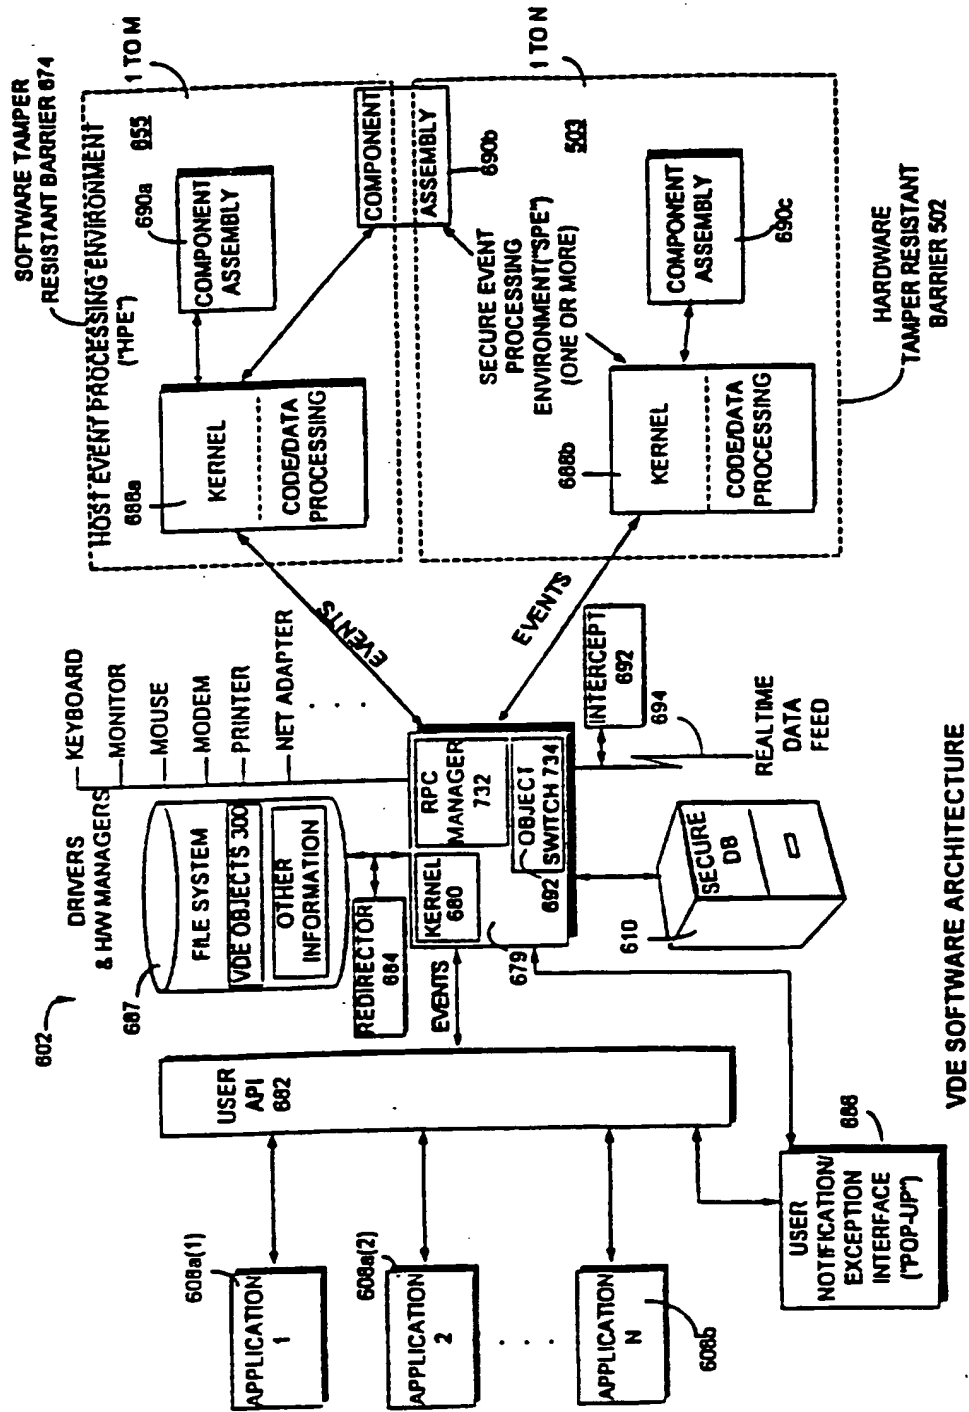 602
DRIVERS
& H/W MANAGERS
KEYBOARD
MONITOR
MOUSE
MODEM
PRINTER
NET ADAPTER
. . .
SOFTWARE TAMPER
RESISTANT BARRIER 674
HOST EVENT PROCESSING ENVIRONMENT
("HPE")
655
1 TO M
688a
KERNEL
CODE/DATA
PROCESSING
690a
COMPONENT
ASSEMBLY
COMPONENT
ASSEMBLY
690b
687
FILE SYSTEM
VDE OBJECTS 300
OTHER
INFORMATION
REDIRECTOR
684
EVENTS
EVENTS
EVENTS
USER
API
682
608a(1)
APPLICATION
1
608a(2)
APPLICATION
2
. . . .
APPLICATION
N
608b
KERNEL
680
RPC
MANAGER
732
692
OBJECT
SWITCH 734
679
SECURE EVENT
PROCESSING
ENVIRONMENT("SPE")
(ONE OR MORE)
503
1 TO N
688b
KERNEL
CODE/DATA
PROCESSING
COMPONENT
ASSEMBLY
690c
HARDWARE
TAMPER RESISTANT
BARRIER 502
INTERCEPT
692
694
REALTIME
DATA
FEED
610
SECURE
DB
686
USER
NOTIFICATION/
EXCEPTION
INTERFACE
("POP-UP")
VDE SOFTWARE ARCHITECTURE